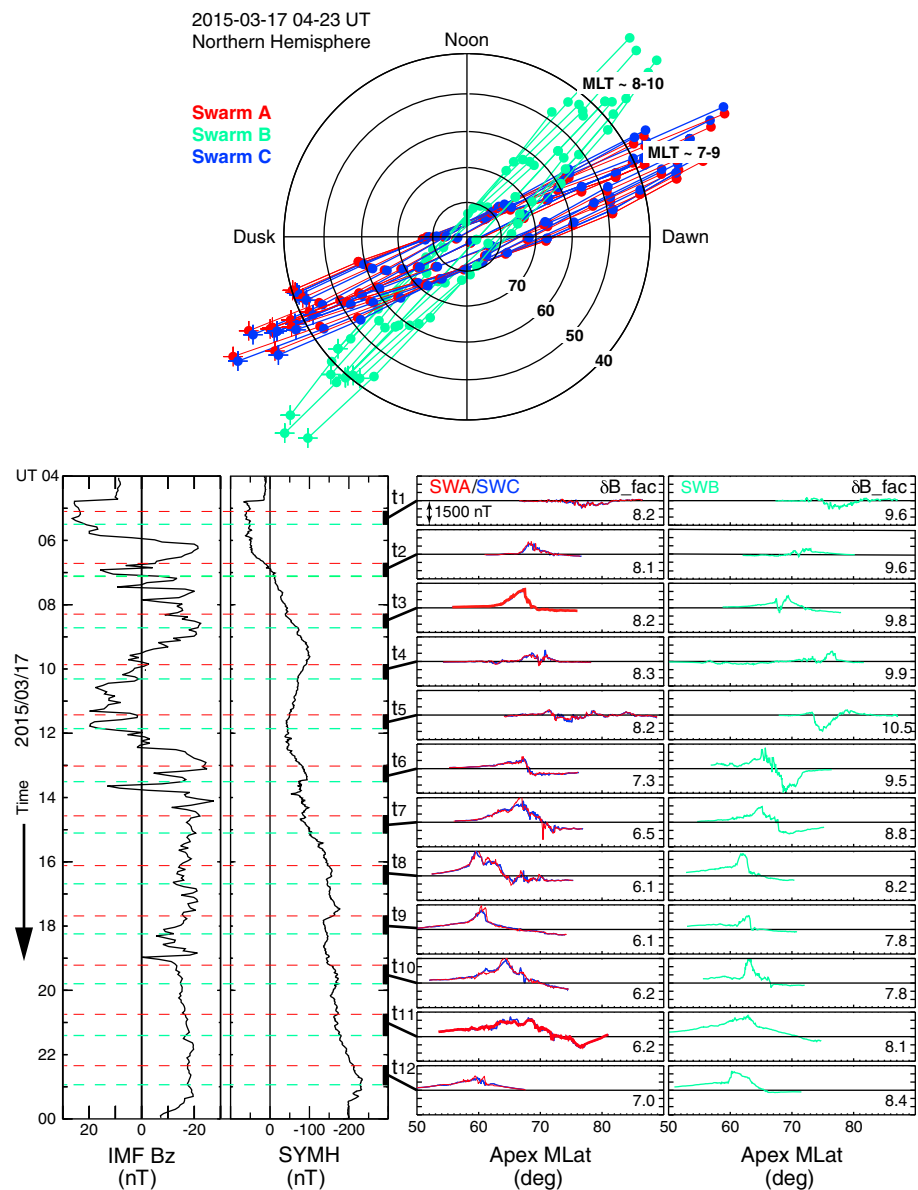 2015-03-17 04-23 UT
Northern Hemisphere
Noon
MLT ~ 8-10
Swarm A
Swarm B
Swarm C
MLT ~ 7-9
Dusk
Dawn
70
60
50
40
UT 04
06
08
10
12
14
16
18
20
22
00
2015/03/17
Time
20 0 -20
IMF Bz
(nT)
0 -100 -200
SYMH
(nT)
t1
t2
t3
t4
t5
t6
t7
t8
t9
t10
t11
t12
SWA/SWC δB_fac
1500 nT
8.2
8.1
8.2
8.3
8.2
7.3
6.5
6.1
6.1
6.2
6.2
7.0
50 60 70 80
Apex MLat
(deg)
SWB δB_fac
9.6
9.6
9.8
9.9
10.5
9.5
8.8
8.2
7.8
7.8
8.1
8.4
60 70 80
Apex MLat
(deg)